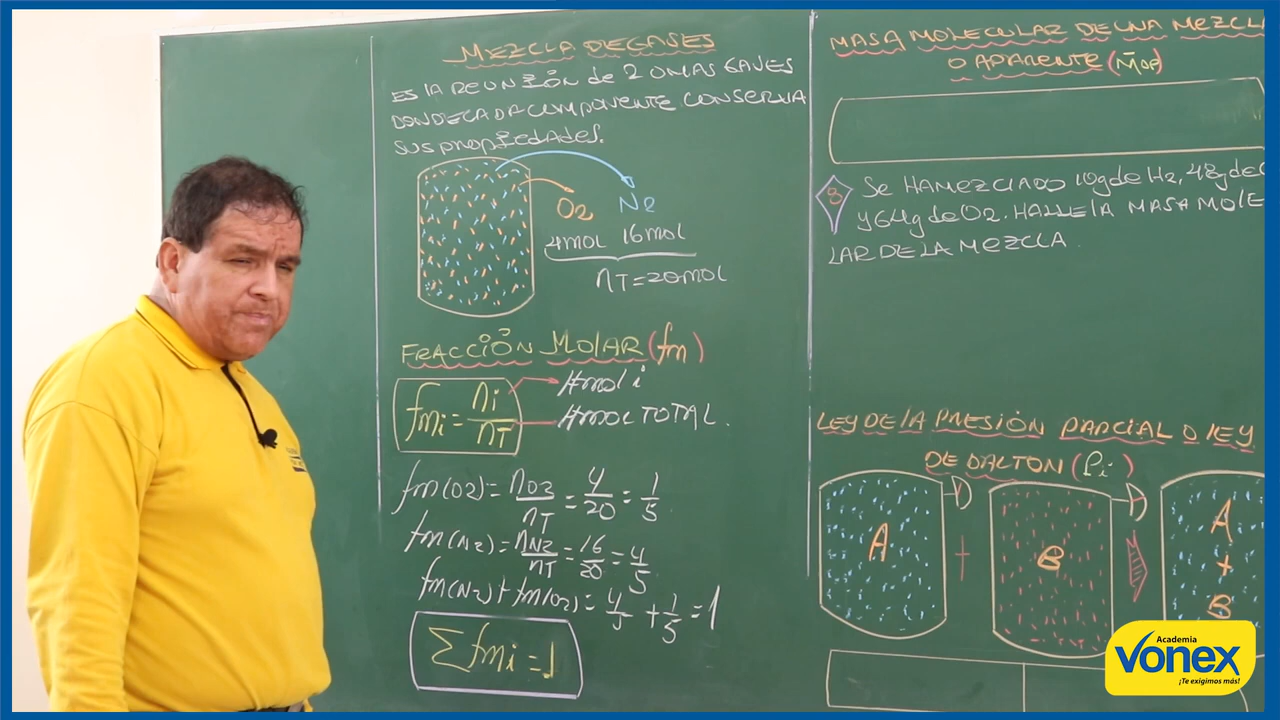 MEZCLA DE GASES
ES LA REUNIÓN de 2 O MAS GASES
DONDE CADA COMPONENTE CONSERVA
SUS PROPIEDADES.
O2 N2
4mol 16mol
nT=20mol
FRACCIÓN MOLAR (fm)
fmi = ni/nT
#mol i
#mol TOTAL.
fm(O2) = nO2/nT = 4/20 = 1/5
fm(N2) = nN2/nT = 16/20 = 4/5
fm(N2) + fm(O2) = 4/5 + 1/5 = 1
∑fmi = 1
MASA MOLECULAR DE UNA MEZCLA
O APARENTE (M̄ap)
8 SE HA MEZCLADO 10g de H2, 48g de
y 64g de O2. HALLE LA MASA MOLE
LAR DE LA MEZCLA.
LEY DE LA PRESIÓN PARCIAL O LEY
DE DALTON (Pi)
A + B A + B
Academia
Vonex
¡Te exigimos más!